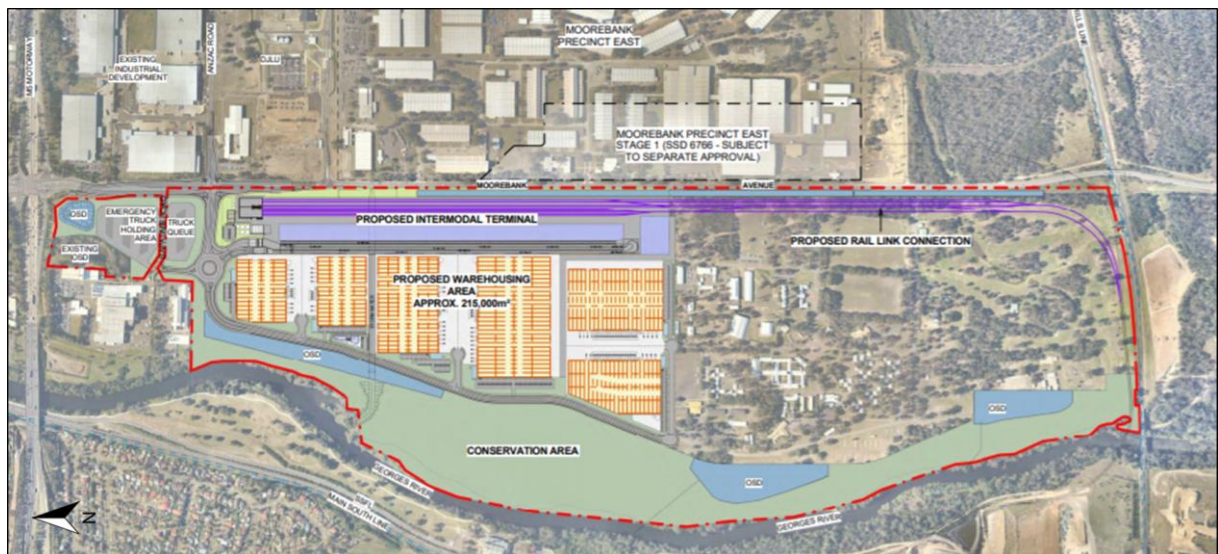 MOOREBANK
PRECINCT EAST
M5 MOTORWAY
ANZAC ROAD
DJLU
EXISTING
INDUSTRIAL
DEVELOPMENT
MOOREBANK PRECINCT EAST
STAGE 1 (SSD 6766 - SUBJECT
TO SEPARATE APPROVAL)
MOOREBANK
AVENUE
OSD
EMERGENCY
TRUCK
HOLDING
AREA
TRUCK
QUEUE
EXISTING
OSD
PROPOSED INTERMODAL TERMINAL
PROPOSED RAIL LINK CONNECTION
PROPOSED WAREHOUSING
AREA
APPROX. 215,000m²
OSD
OSD
OSD
CONSERVATION AREA
GEORGES RIVER
SSFL
MAIN SOUTH LINE
GEORGES RIVER
N